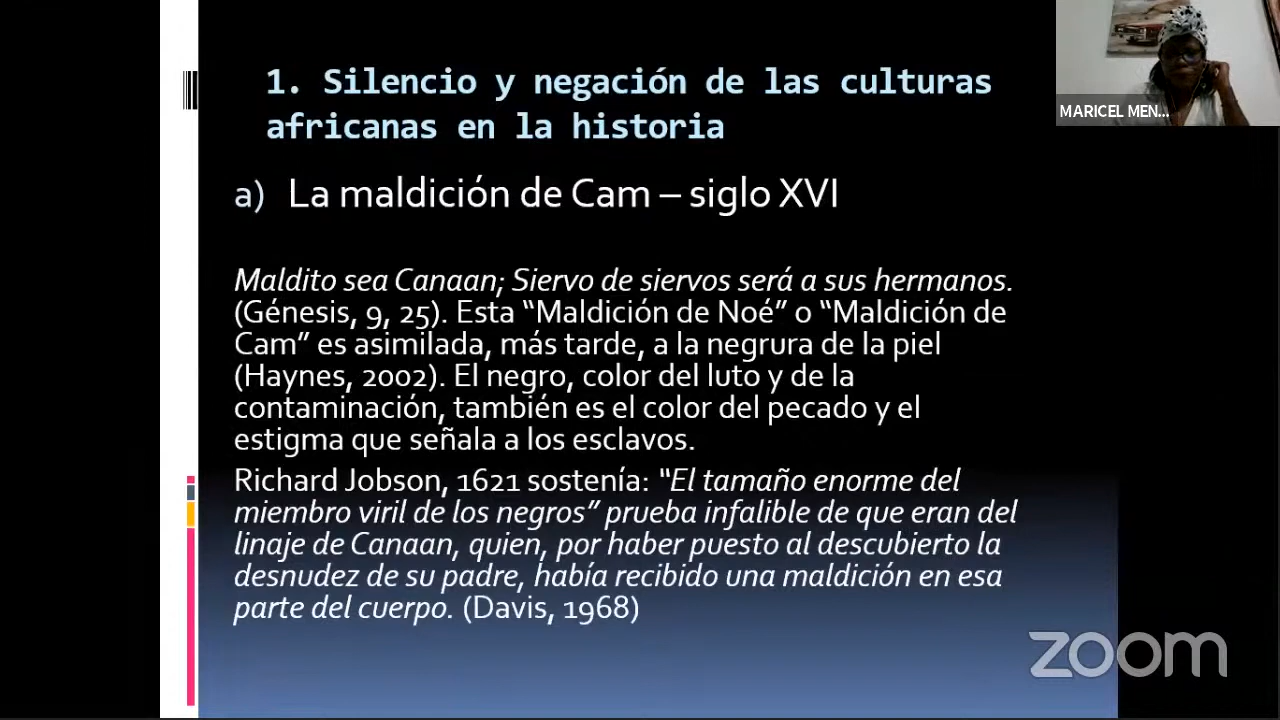 1. Silencio y negación de las culturas
africanas en la historia
a) La maldición de Cam – siglo XVI
Maldito sea Canaan; Siervo de siervos será a sus hermanos.
(Génesis, 9, 25). Esta “Maldición de Noé” o “Maldición de
Cam” es asimilada, más tarde, a la negrura de la piel
(Haynes, 2002). El negro, color del luto y de la
contaminación, también es el color del pecado y el
estigma que señala a los esclavos.
Richard Jobson, 1621 sostenía: “El tamaño enorme del
miembro viril de los negros” prueba infalible de que eran del
linaje de Canaan, quien, por haber puesto al descubierto la
desnudez de su padre, había recibido una maldición en esa
parte del cuerpo. (Davis, 1968)
MARICEL MEN...
zoom